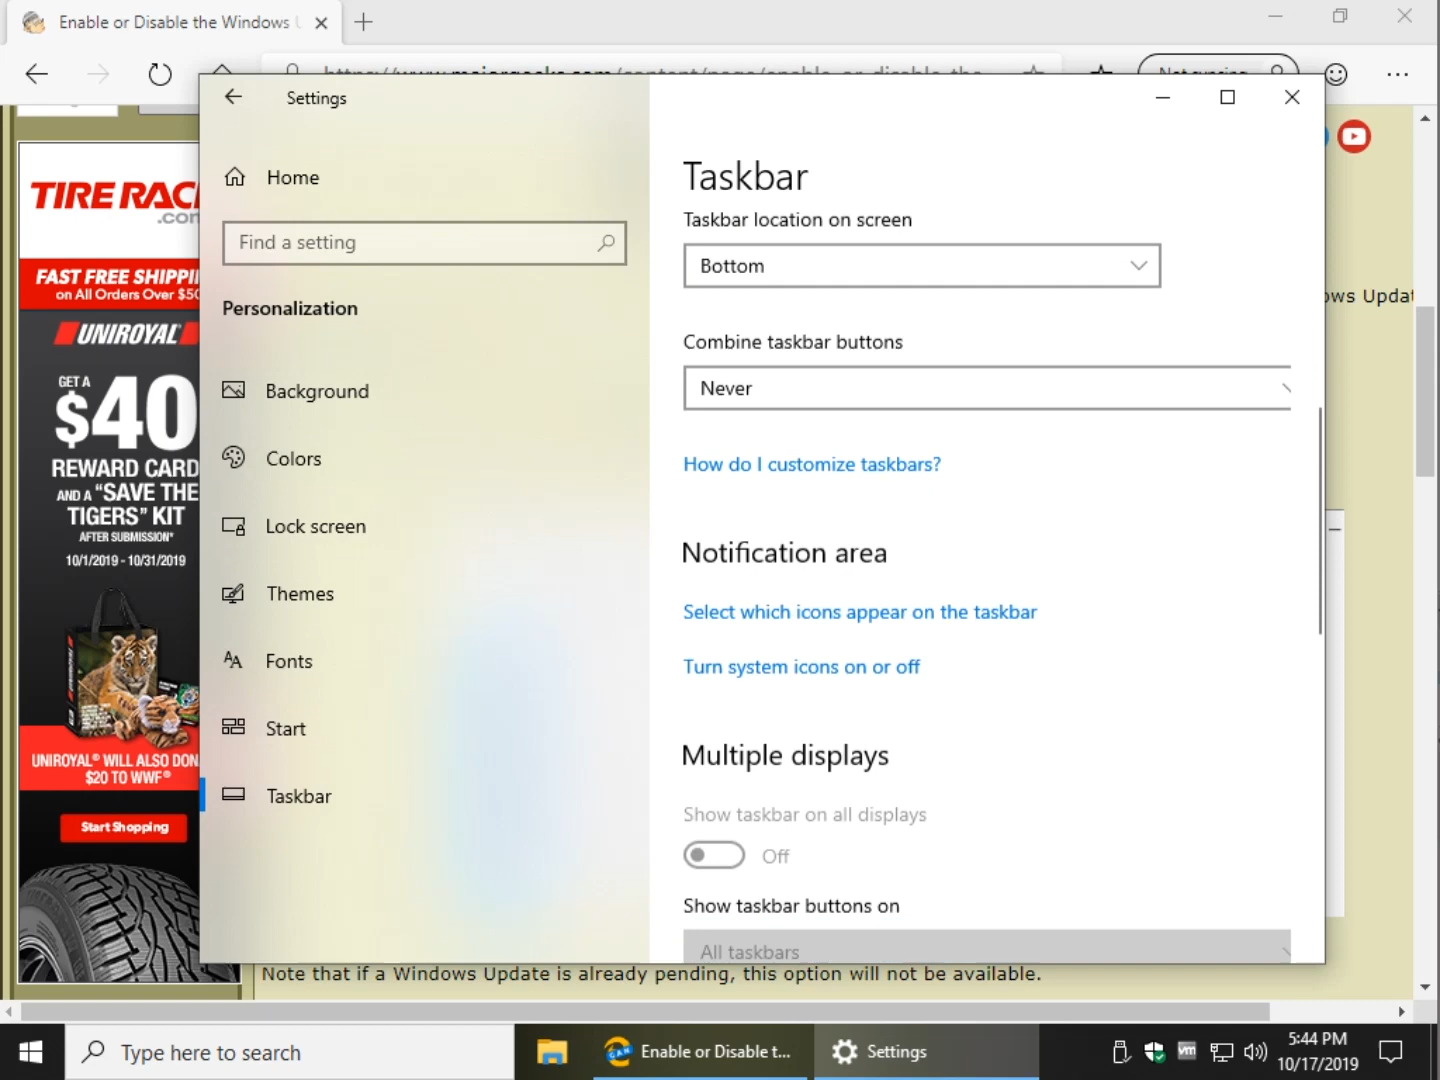 Enable or Disable the Windows
Settings
Home
Find a setting
Personalization
Background
Colors
Lock screen
Themes
Fonts
Start
Taskbar
Taskbar
Taskbar location on screen
Bottom
Combine taskbar buttons
Never
How do I customize taskbars?
Notification area
Select which icons appear on the taskbar
Turn system icons on or off
Multiple displays
Show taskbar on all displays
Off
Show taskbar buttons on
All taskbars
TIRE RAC
.com
FAST FREE SHIPPI
on All Orders Over $50
UNIROYAL
GET A
$40
REWARD CARD
AND A "SAVE THE
TIGERS" KIT
AFTER SUBMISSION*
10/1/2019 - 10/31/2019
UNIROYAL® WILL ALSO DON
$20 TO WWF®
Start Shopping
ows Updat
Note that if a Windows Update is already pending, this option will not be available.
Type here to search
CAN
Enable or Disable t...
Settings
vm
5:44 PM
10/17/2019